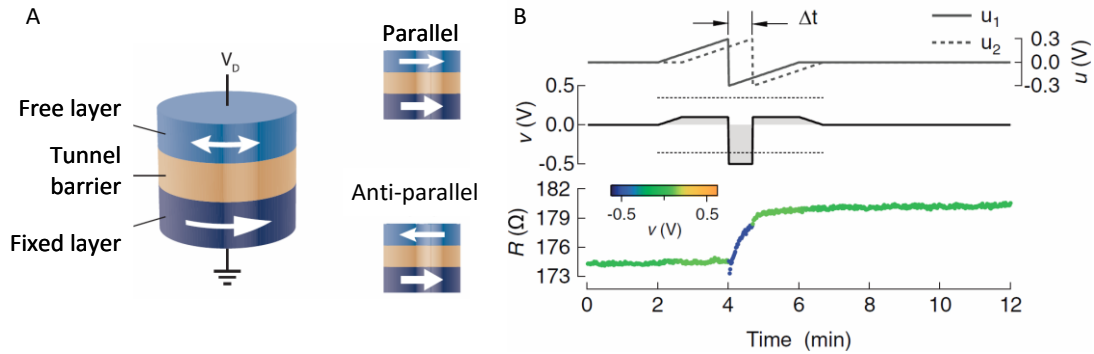 A
V_D
Free layer
Tunnel
barrier
Fixed layer
Parallel
Anti-parallel
B
Δt
u₁
u₂
0.3
0.0
-0.3
u (V)
0.5
0.0
-0.5
v (V)
182
179
176
173
R (Ω)
-0.5 0.5
v (V)
0 2 4 6 8 10 12
Time (min)